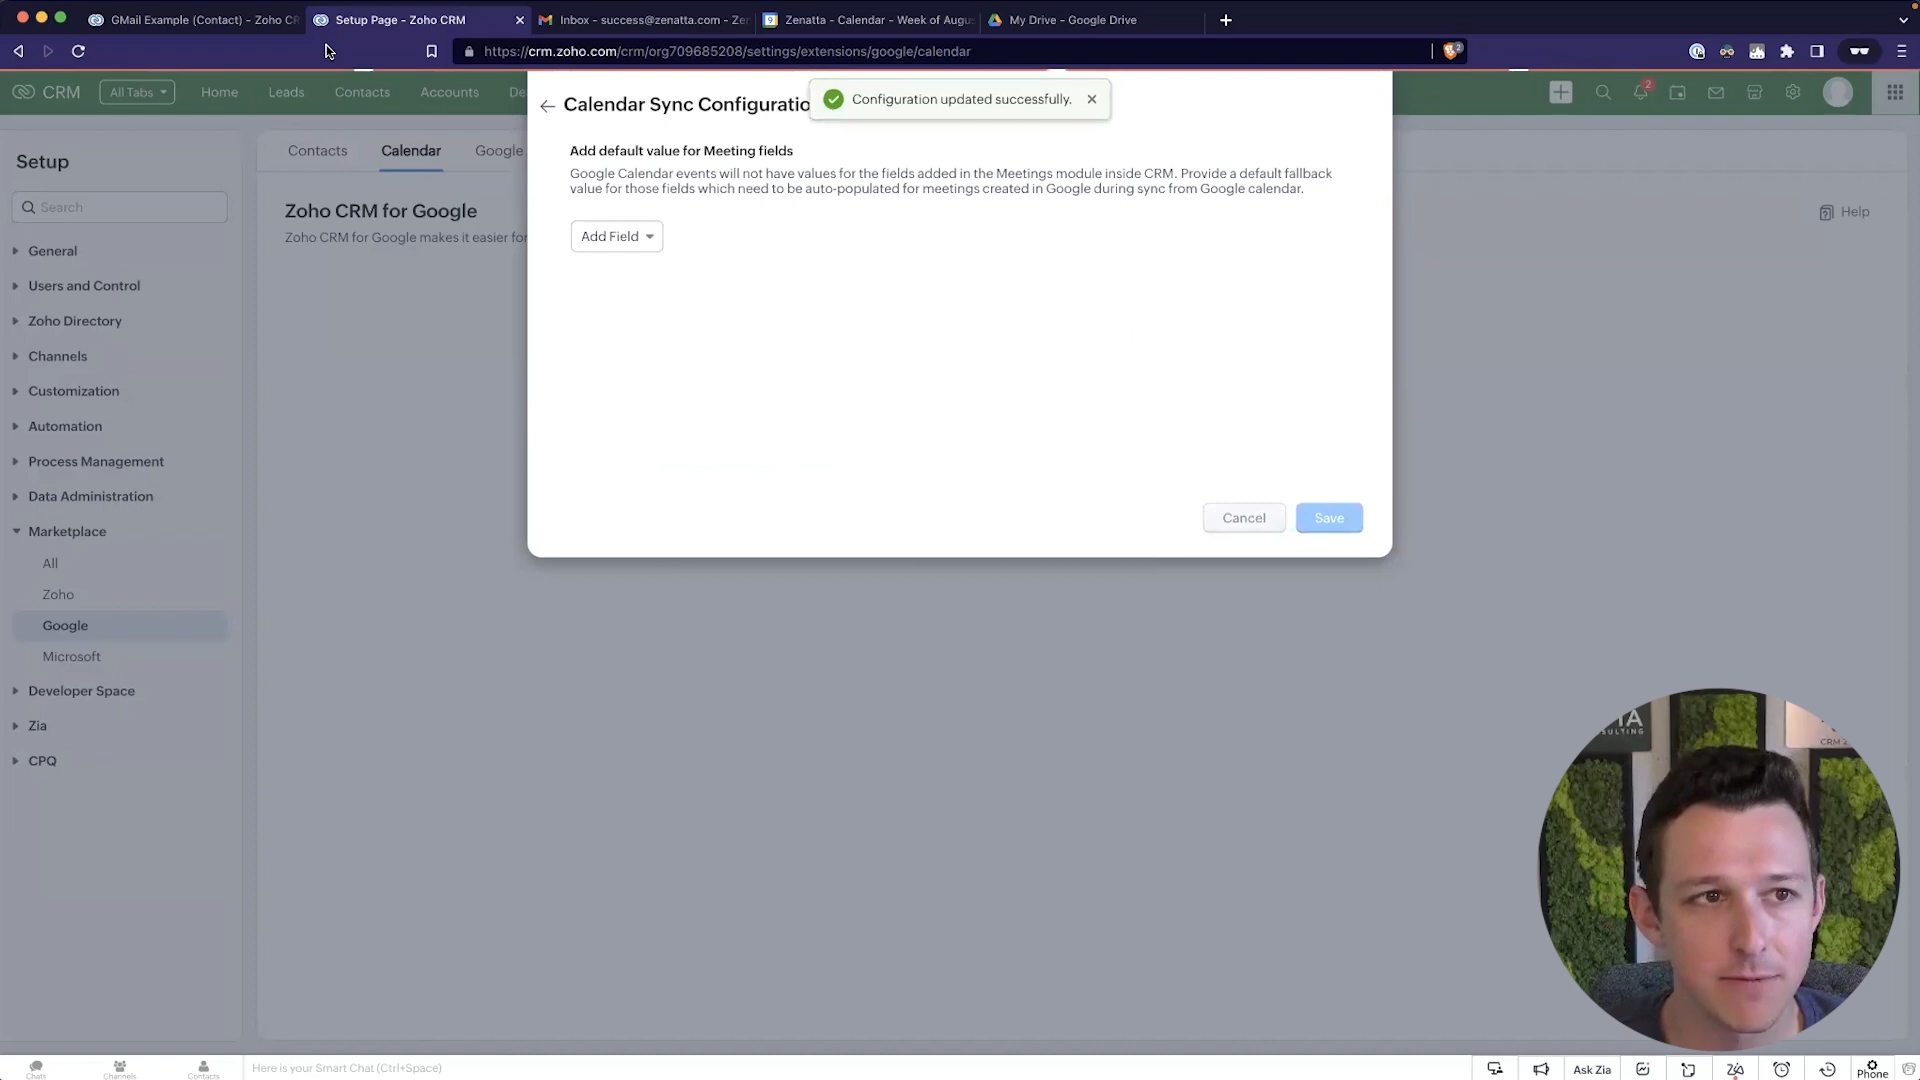 GMail Example (Contact) - Zoho CR
Setup Page - Zoho CRM
Inbox - success@zenatta.com - Zen
Zenatta - Calendar - Week of Augu
My Drive - Google Drive
https://crm.zoho.com/crm/org709685208/settings/extensions/google/calendar
2
CRM
All Tabs
Home
Leads
Contacts
Accounts
De
2
Calendar Sync Configuratio
Configuration updated successfully.
Add default value for Meeting fields
Google Calendar events will not have values for the fields added in the Meetings module inside CRM. Provide a default fallback
value for those fields which need to be auto-populated for meetings created in Google during sync from Google calendar.
Add Field
Cancel
Save
Setup
Search
General
Users and Control
Zoho Directory
Channels
Customization
Automation
Process Management
Data Administration
Marketplace
All
Zoho
Google
Microsoft
Developer Space
Zia
CPQ
Contacts
Calendar
Google
Zoho CRM for Google
Zoho CRM for Google makes it easier for
Help
Chats
Channels
Contacts
Here is your Smart Chat (Ctrl+Space)
Ask Zia
Phone